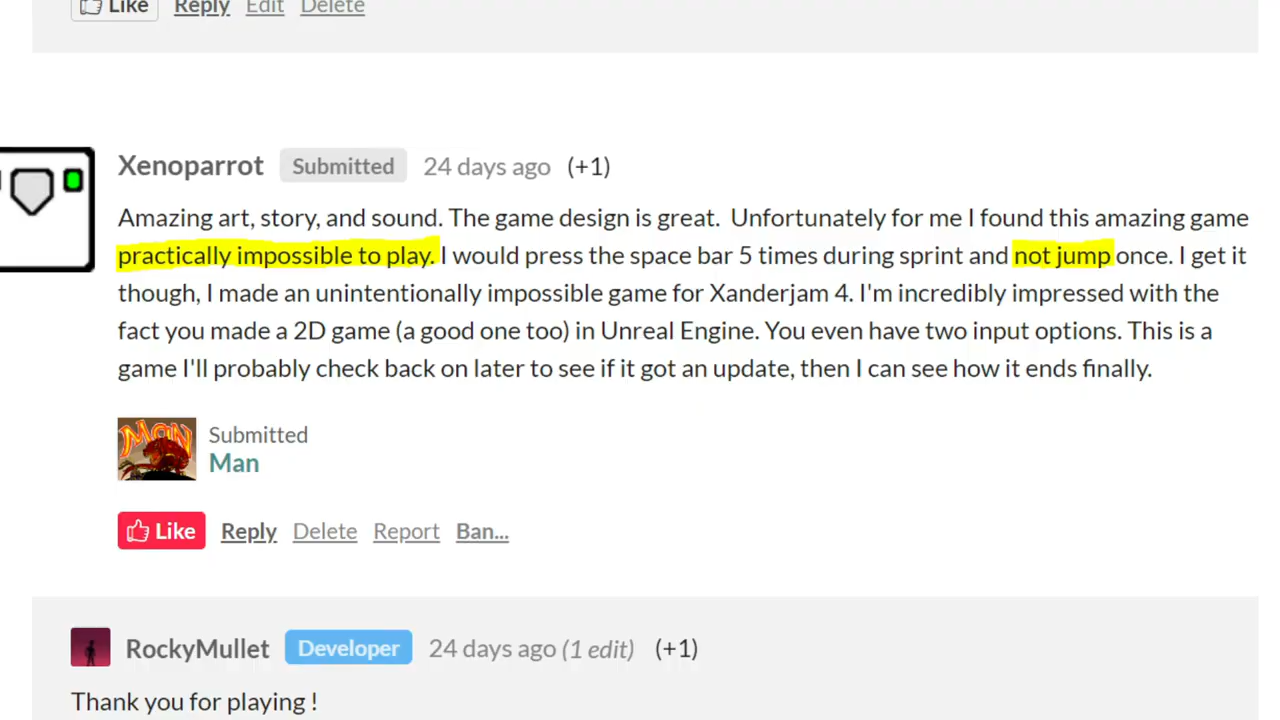 Like Reply Edit Delete
Xenoparrot Submitted 24 days ago (+1)
Amazing art, story, and sound. The game design is great.  Unfortunately for me I found this amazing game
practically impossible to play. I would press the space bar 5 times during sprint and not jump once. I get it
though, I made an unintentionally impossible game for Xanderjam 4. I'm incredibly impressed with the
fact you made a 2D game (a good one too) in Unreal Engine. You even have two input options. This is a
game I'll probably check back on later to see if it got an update, then I can see how it ends finally.
MAN
Submitted
Man
Like Reply Delete Report Ban...
RockyMullet Developer 24 days ago (1 edit) (+1)
Thank you for playing !